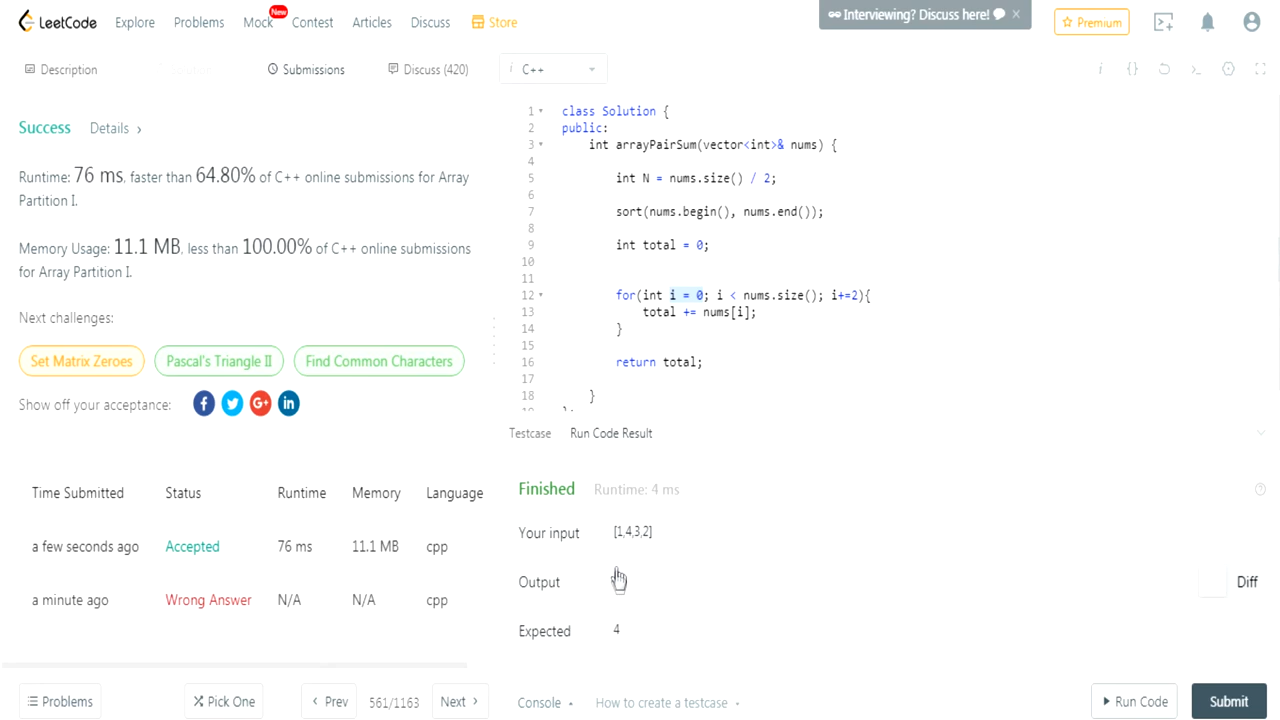 LeetCode Explore Problems Mock New Contest Articles Discuss Store
Interviewing? Discuss here! ×
Premium
Description Submissions Discuss (420)
i C++
Success Details ›
Runtime: 76 ms, faster than 64.80% of C++ online submissions for Array
Partition I.
Memory Usage: 11.1 MB, less than 100.00% of C++ online submissions
for Array Partition I.
Next challenges:
Set Matrix Zeroes Pascal's Triangle II Find Common Characters
Show off your acceptance: f G+ in
Time Submitted Status Runtime Memory Language
a few seconds ago Accepted 76 ms 11.1 MB cpp
a minute ago Wrong Answer N/A N/A cpp
Problems Pick One ‹ Prev 561/1163 Next ›
1 class Solution {
2 public:
3 int arrayPairSum(vector<int>& nums) {
4
5 int N = nums.size() / 2;
6
7 sort(nums.begin(), nums.end());
8
9 int total = 0;
10
11
12 for(int i = 0; i < nums.size(); i+=2){
13 total += nums[i];
14 }
15
16 return total;
17
18 }
Testcase Run Code Result
Finished Runtime: 4 ms
Your input [1,4,3,2]
Output
Diff
Expected 4
Console How to create a testcase
Run Code Submit